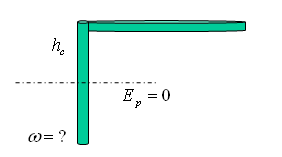 h_c
E_p = 0
ω = ?